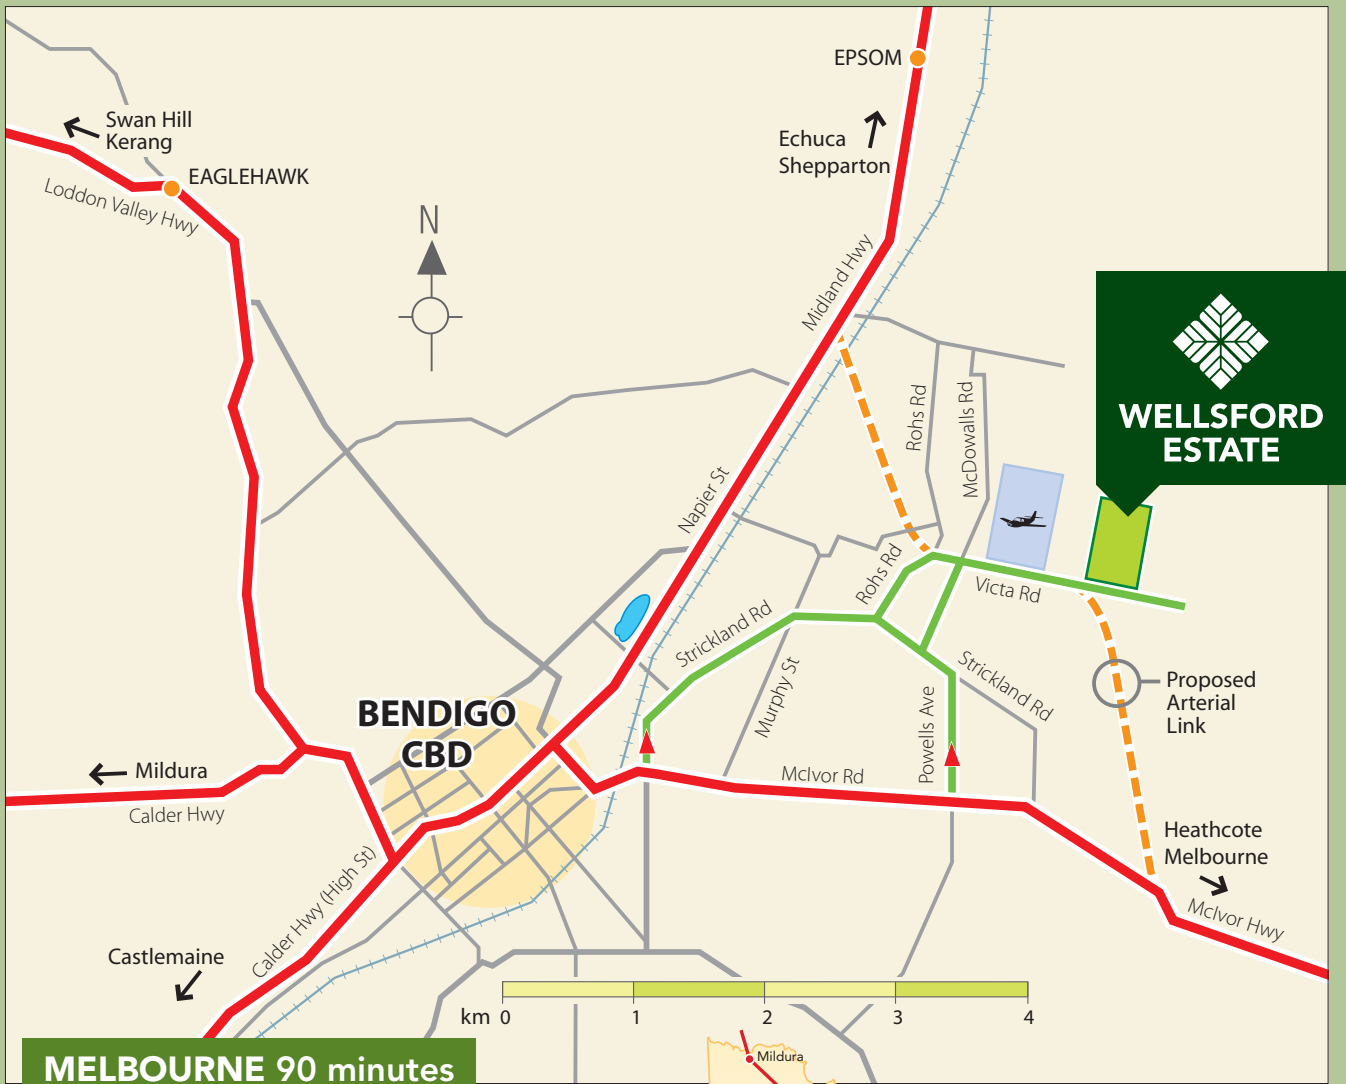 EPSOM
Swan Hill
Kerang
Echuca
Shepparton
EAGLEHAWK
Loddon Valley Hwy
N
Midland Hwy
WELLSFORD
ESTATE
Rohs Rd
McDowalls Rd
Napier St
Rohs Rd
Victa Rd
Strickland Rd
Murphy St
Strickland Rd
Proposed
Arterial
Link
Powells Ave
BENDIGO
CBD
Mildura
Calder Hwy
McIvor Rd
Heathcote
Melbourne
McIvor Hwy
Calder Hwy (High St)
Castlemaine
km 0 1 2 3 4
MELBOURNE 90 minutes
Mildura